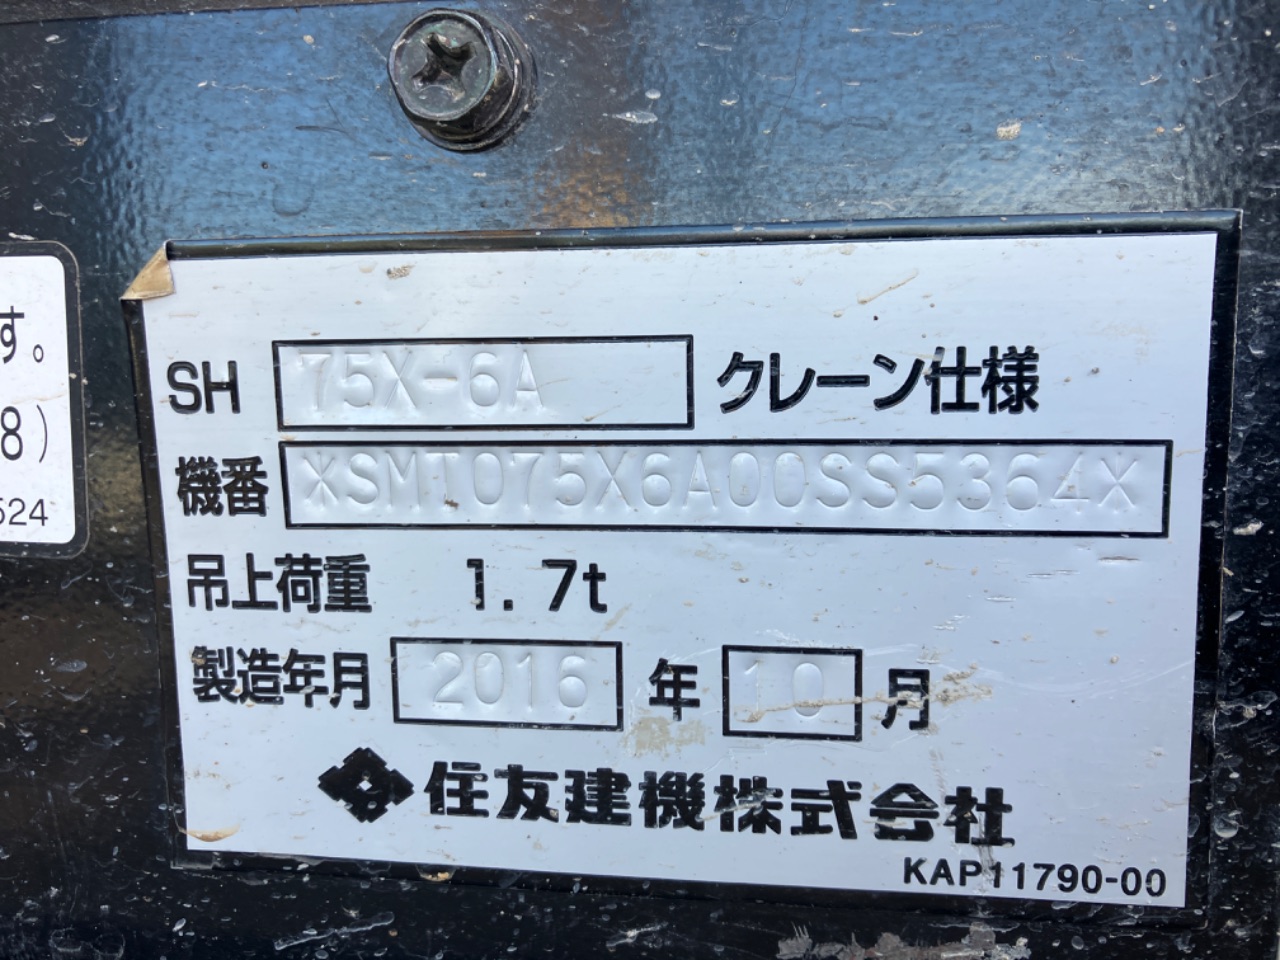 す。
8)
524
SH 75X-6A クレーン仕様
機番 *SMT075X6A00SS5364*
吊上荷重 1.7t
製造年月 2016 年 10 月
住友建機株式会社
KAP11790-00